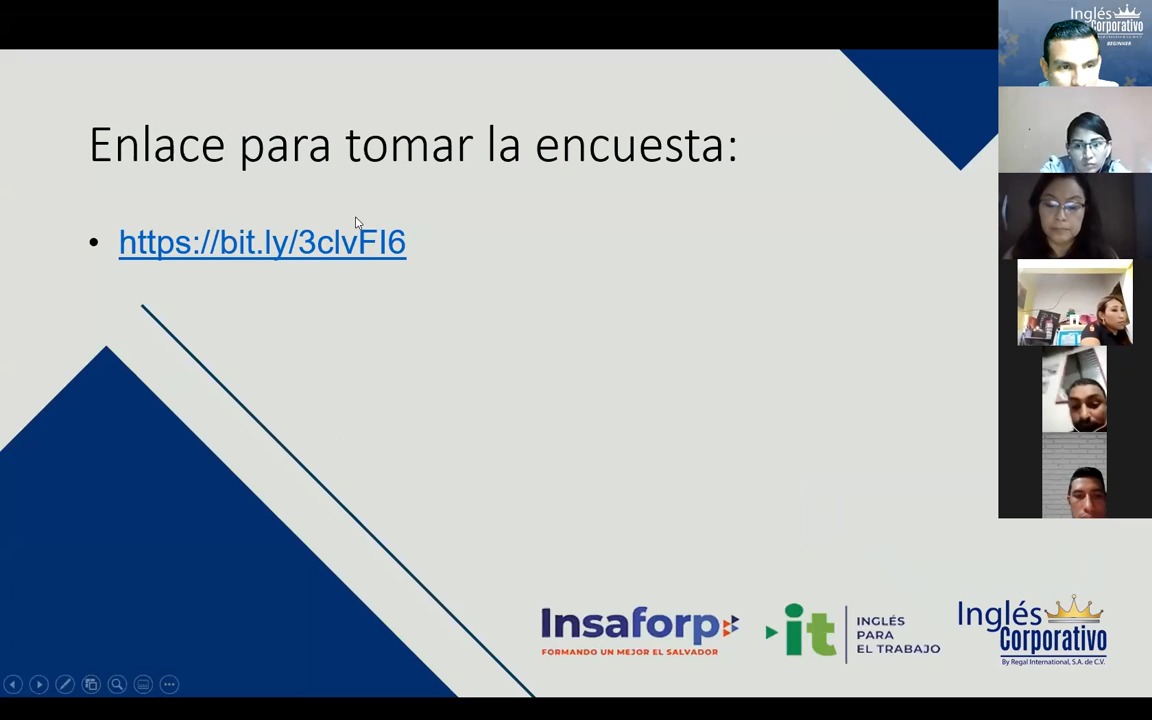 Enlace para tomar la encuesta:
• https://bit.ly/3clvFI6
Insaforp
FORMANDO UN MEJOR EL SALVADOR
it
INGLÉS
PARA
EL TRABAJO
Inglés
Corporativo
By Regal International, S.A. de C.V.
Inglés
Corporativo
BEGINNER